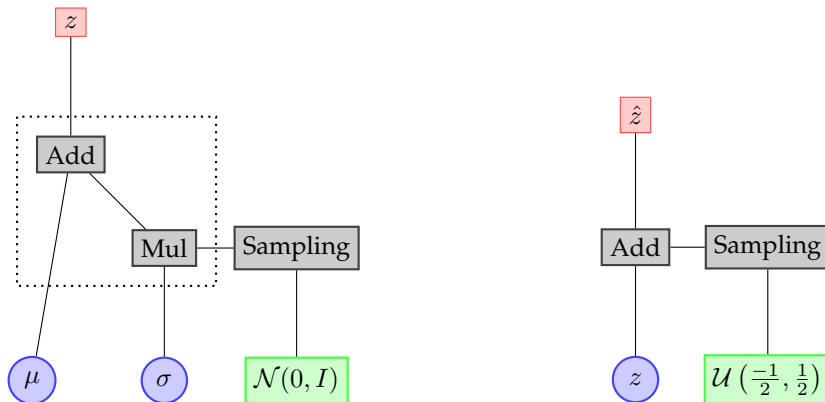 z
Add
Mul
Sampling
μ
σ
𝒩(0, I)
ẑ
Add
Sampling
z
𝒰(-1/2, 1/2)